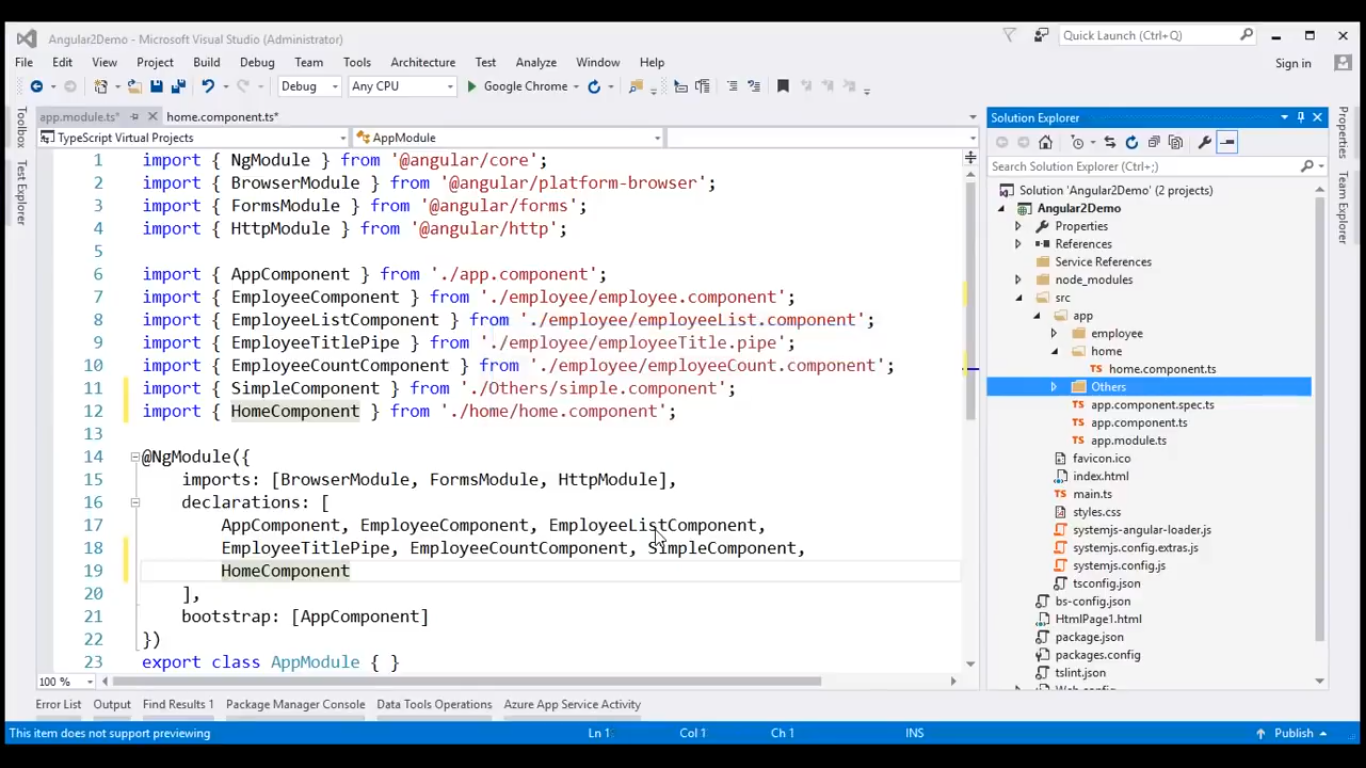 Angular2Demo - Microsoft Visual Studio (Administrator)
Quick Launch (Ctrl+Q)
File Edit View Project Build Debug Team Tools Architecture Test Analyze Window Help
Sign in
Debug Any CPU Google Chrome
app.module.ts* home.component.ts*
TypeScript Virtual Projects AppModule
Toolbox
Test Explorer
1 import { NgModule } from '@angular/core';
2 import { BrowserModule } from '@angular/platform-browser';
3 import { FormsModule } from '@angular/forms';
4 import { HttpModule } from '@angular/http';
5
6 import { AppComponent } from './app.component';
7 import { EmployeeComponent } from './employee/employee.component';
8 import { EmployeeListComponent } from './employee/employeeList.component';
9 import { EmployeeTitlePipe } from './employee/employeeTitle.pipe';
10 import { EmployeeCountComponent } from './employee/employeeCount.component';
11 import { SimpleComponent } from './Others/simple.component';
12 import { HomeComponent } from './home/home.component';
13
14 @NgModule({
15 imports: [BrowserModule, FormsModule, HttpModule],
16 declarations: [
17 AppComponent, EmployeeComponent, EmployeeListComponent,
18 EmployeeTitlePipe, EmployeeCountComponent, SimpleComponent,
19 HomeComponent
20 ],
21 bootstrap: [AppComponent]
22 })
23 export class AppModule { }
100 %
Solution Explorer
Search Solution Explorer (Ctrl+;)
Solution 'Angular2Demo' (2 projects)
Angular2Demo
Properties
References
Service References
node_modules
src
app
employee
home
TS home.component.ts
Others
TS app.component.spec.ts
TS app.component.ts
TS app.module.ts
favicon.ico
index.html
TS main.ts
styles.css
systemjs-angular-loader.js
systemjs.config.extras.js
systemjs.config.js
tsconfig.json
bs-config.json
HtmlPage1.html
package.json
packages.config
tslint.json
Properties
Team Explorer
Error List Output Find Results 1 Package Manager Console Data Tools Operations Azure App Service Activity
This item does not support previewing Ln 1 Col 1 Ch 1 INS Publish